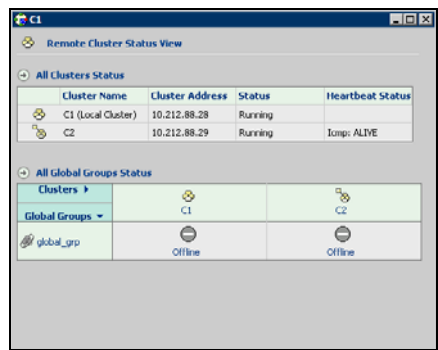 C1
Remote Cluster Status View
All Clusters Status
Cluster Name Cluster Address Status Heartbeat Status
C1 (Local Cluster) 10.212.88.28 Running
C2 10.212.88.29 Running Icmp: ALIVE
All Global Groups Status
Clusters
Global Groups
C1 C2
global_grp
Offline Offline